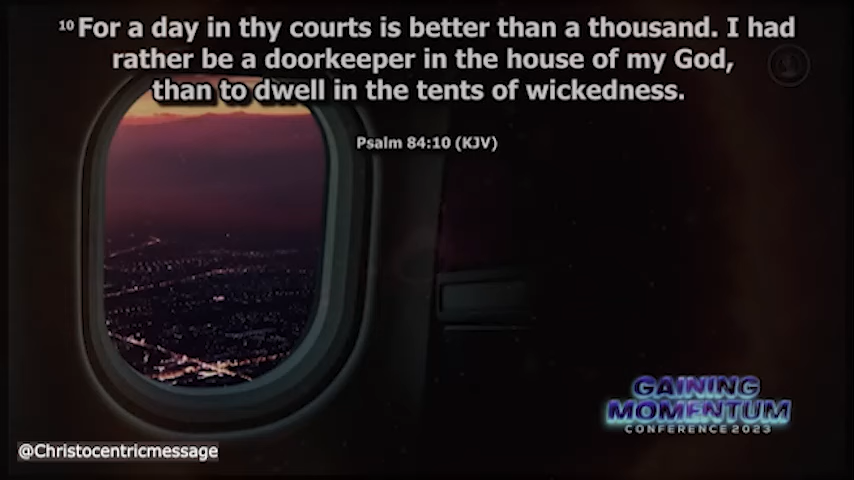 10 For a day in thy courts is better than a thousand. I had
rather be a doorkeeper in the house of my God,
than to dwell in the tents of wickedness.
Psalm 84:10 (KJV)
GAINING
MOMENTUM
CONFERENCE 2023
@Christocentricmessage